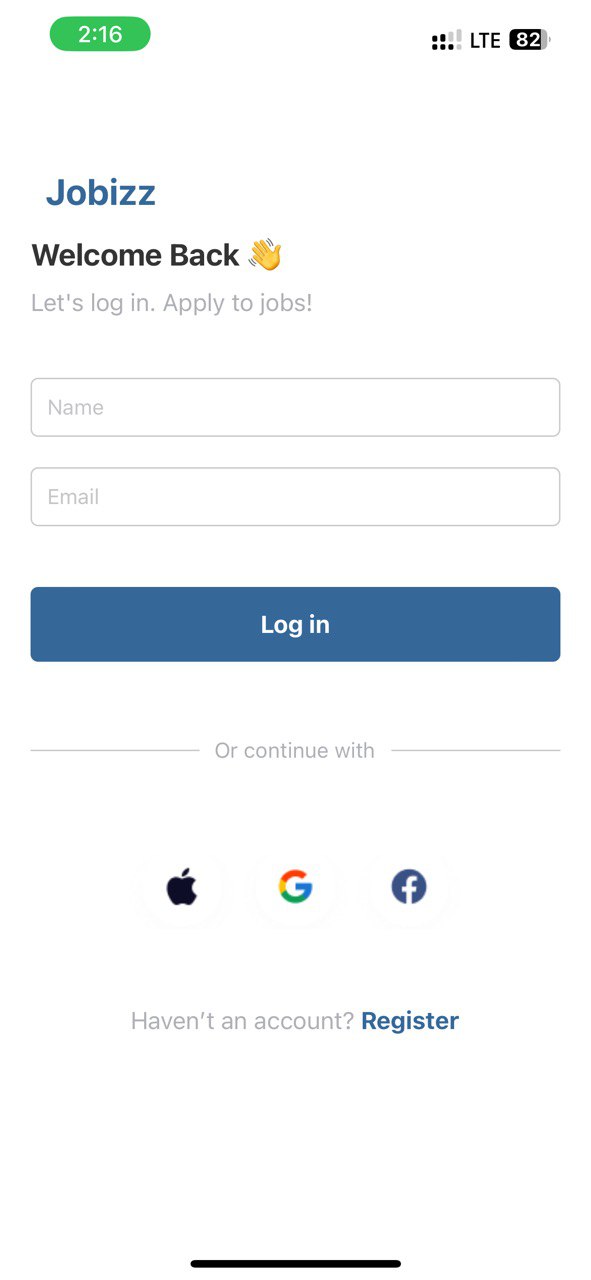 2:16
LTE 82
Jobizz
Welcome Back 👋
Let's log in. Apply to jobs!
Name
Email
Log in
Or continue with
Haven’t an account? Register